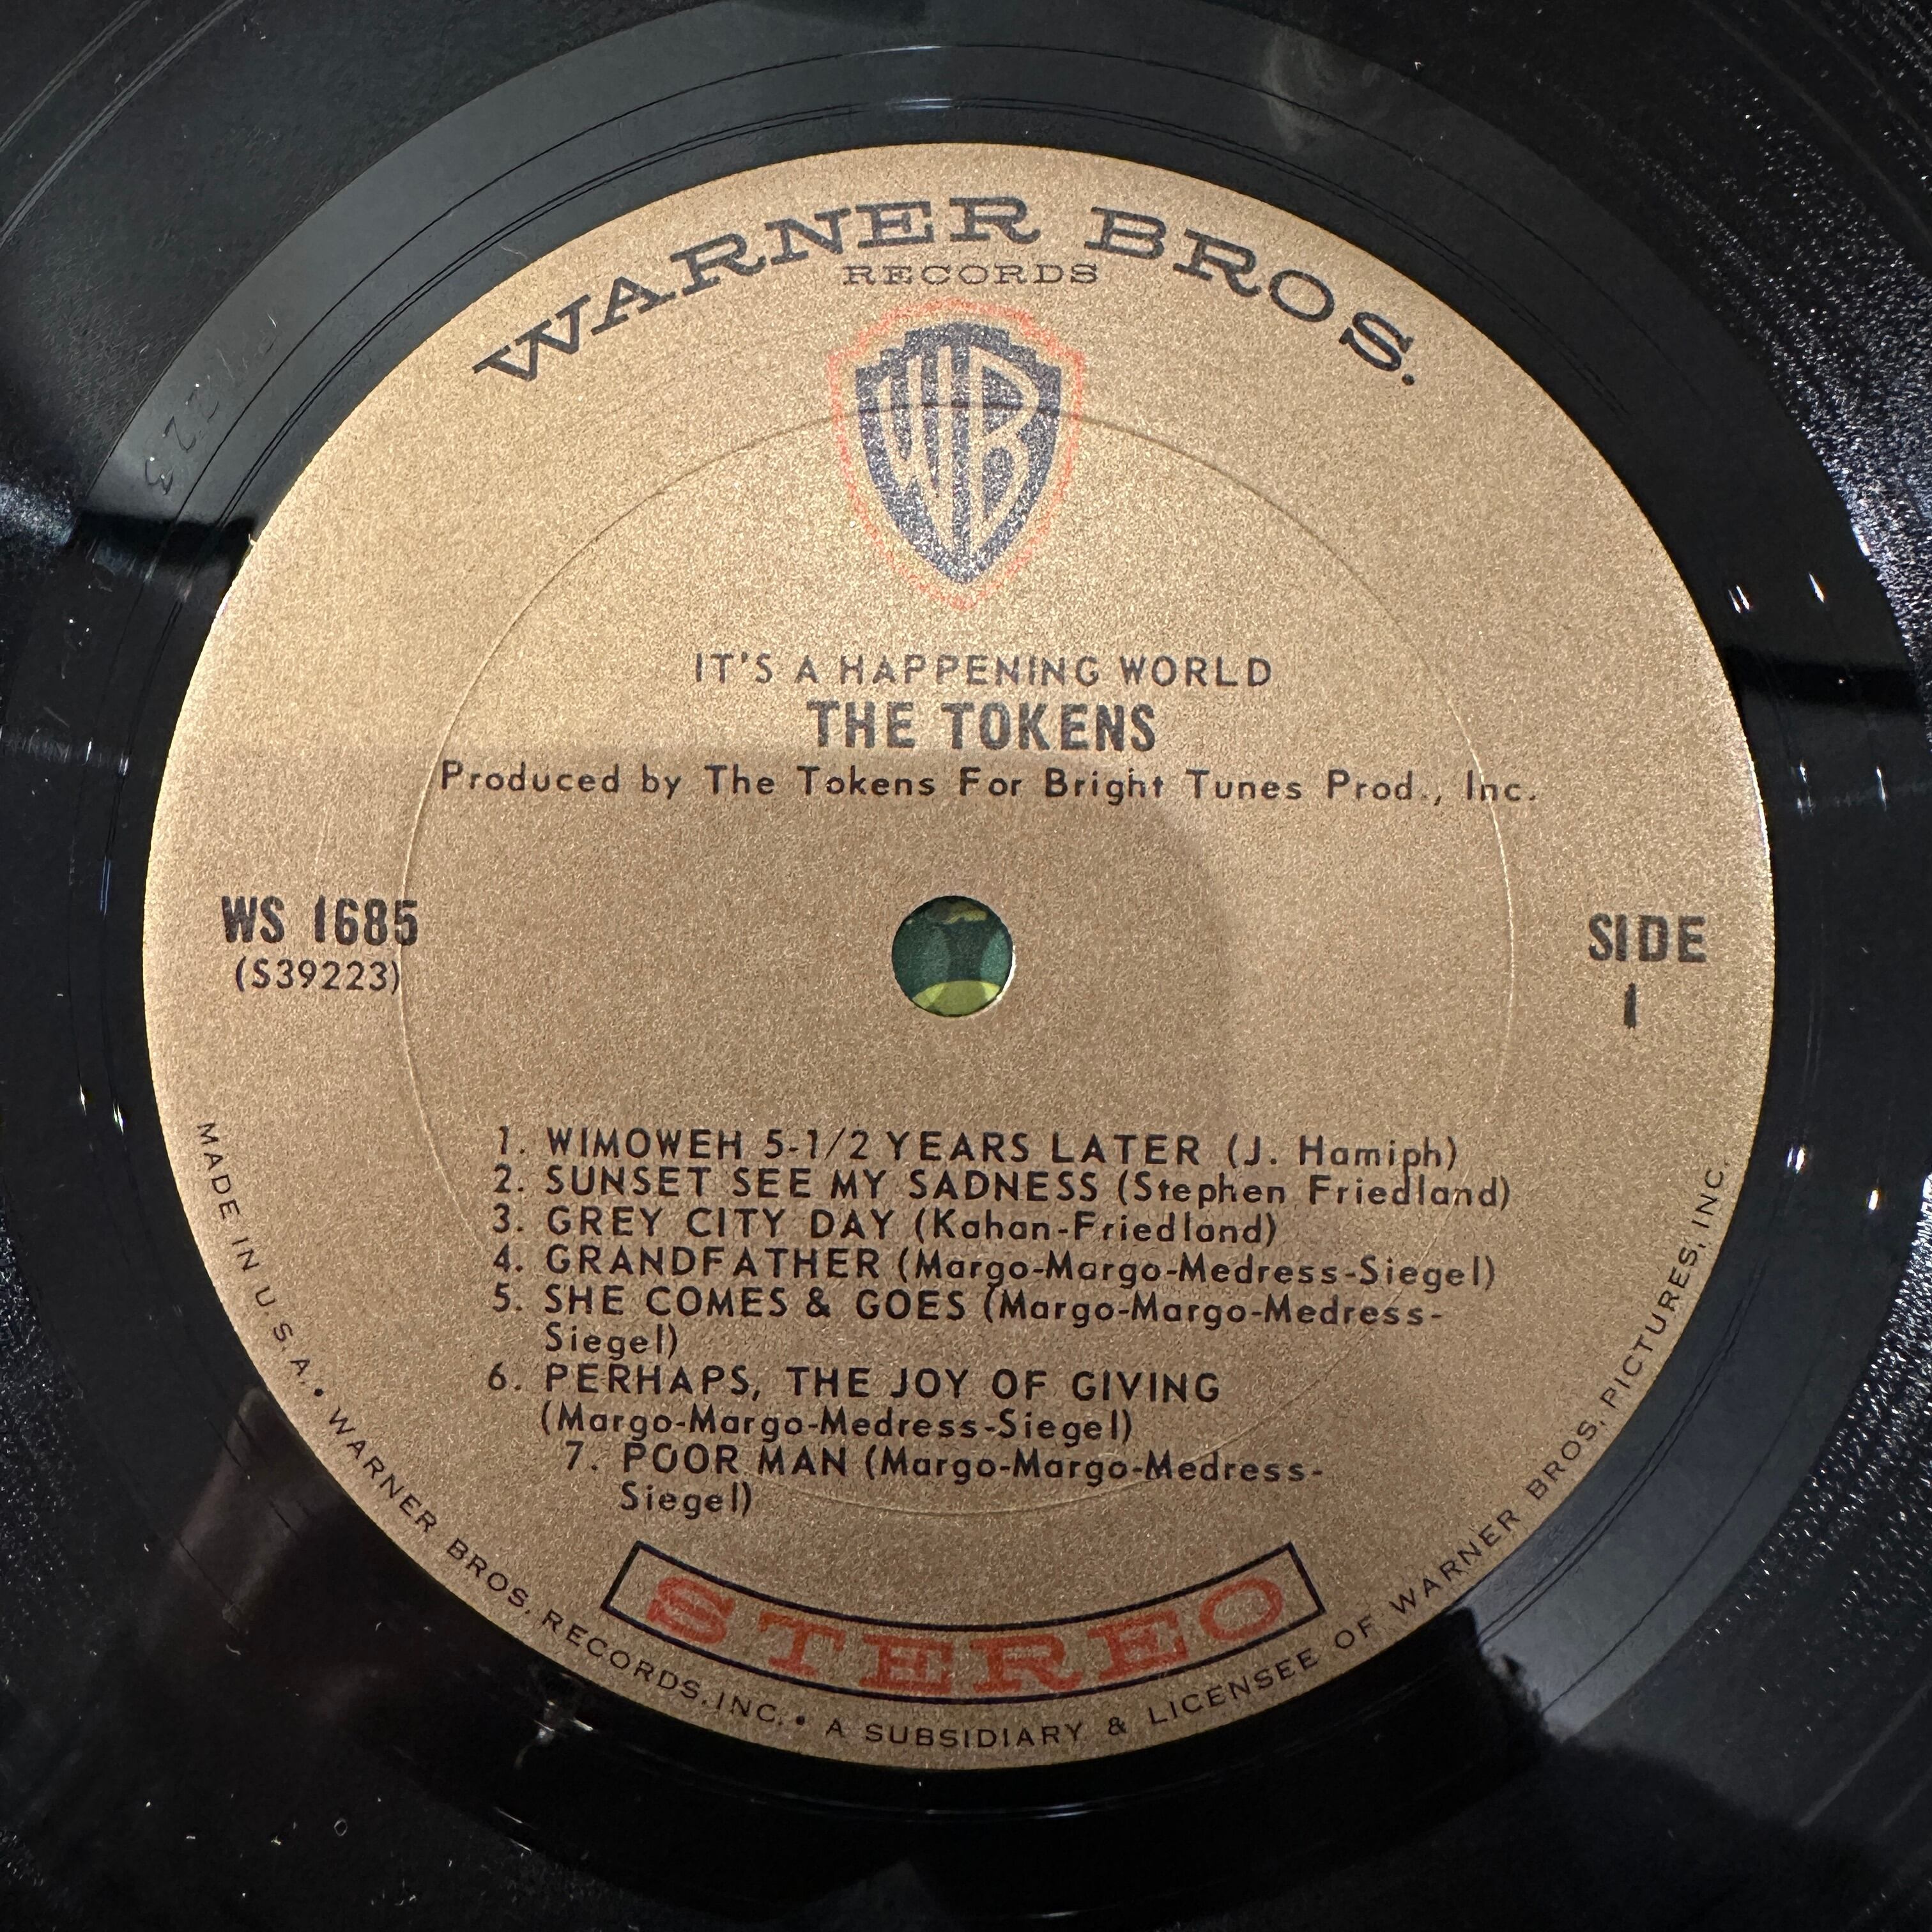 WARNER BROS.
RECORDS
WB
IT'S A HAPPENING WORLD
THE TOKENS
Produced by The Tokens For Bright Tunes Prod., Inc.
WS 1685
(S39223)
SIDE
1
1. WIMOWEH 5-1/2 YEARS LATER (J. Hamiph)
2. SUNSET SEE MY SADNESS (Stephen Friedland)
3. GREY CITY DAY (Kahan-Friedland)
4. GRANDFATHER (Margo-Margo-Medress-Siegel)
5. SHE COMES & GOES (Margo-Margo-Medress-
Siegel)
6. PERHAPS, THE JOY OF GIVING
(Margo-Margo-Medress-Siegel)
7. POOR MAN (Margo-Margo-Medress-
Siegel)
STEREO
MADE IN U.S.A. • WARNER BROS. RECORDS, INC. • A SUBSIDIARY & LICENSEE OF WARNER BROS. PICTURES, INC.